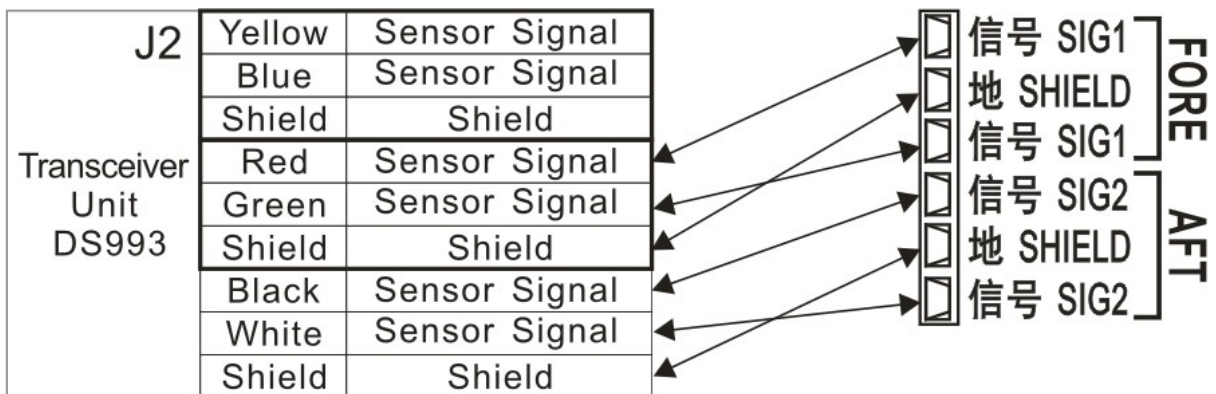 J2
Transceiver
Unit
DS993
Yellow Sensor Signal
Blue Sensor Signal
Shield Shield
Red Sensor Signal
Green Sensor Signal
Shield Shield
Black Sensor Signal
White Sensor Signal
Shield Shield
信号 SIG1
地 SHIELD
信号 SIG1
FORE
信号 SIG2
地 SHIELD
信号 SIG2
AFT